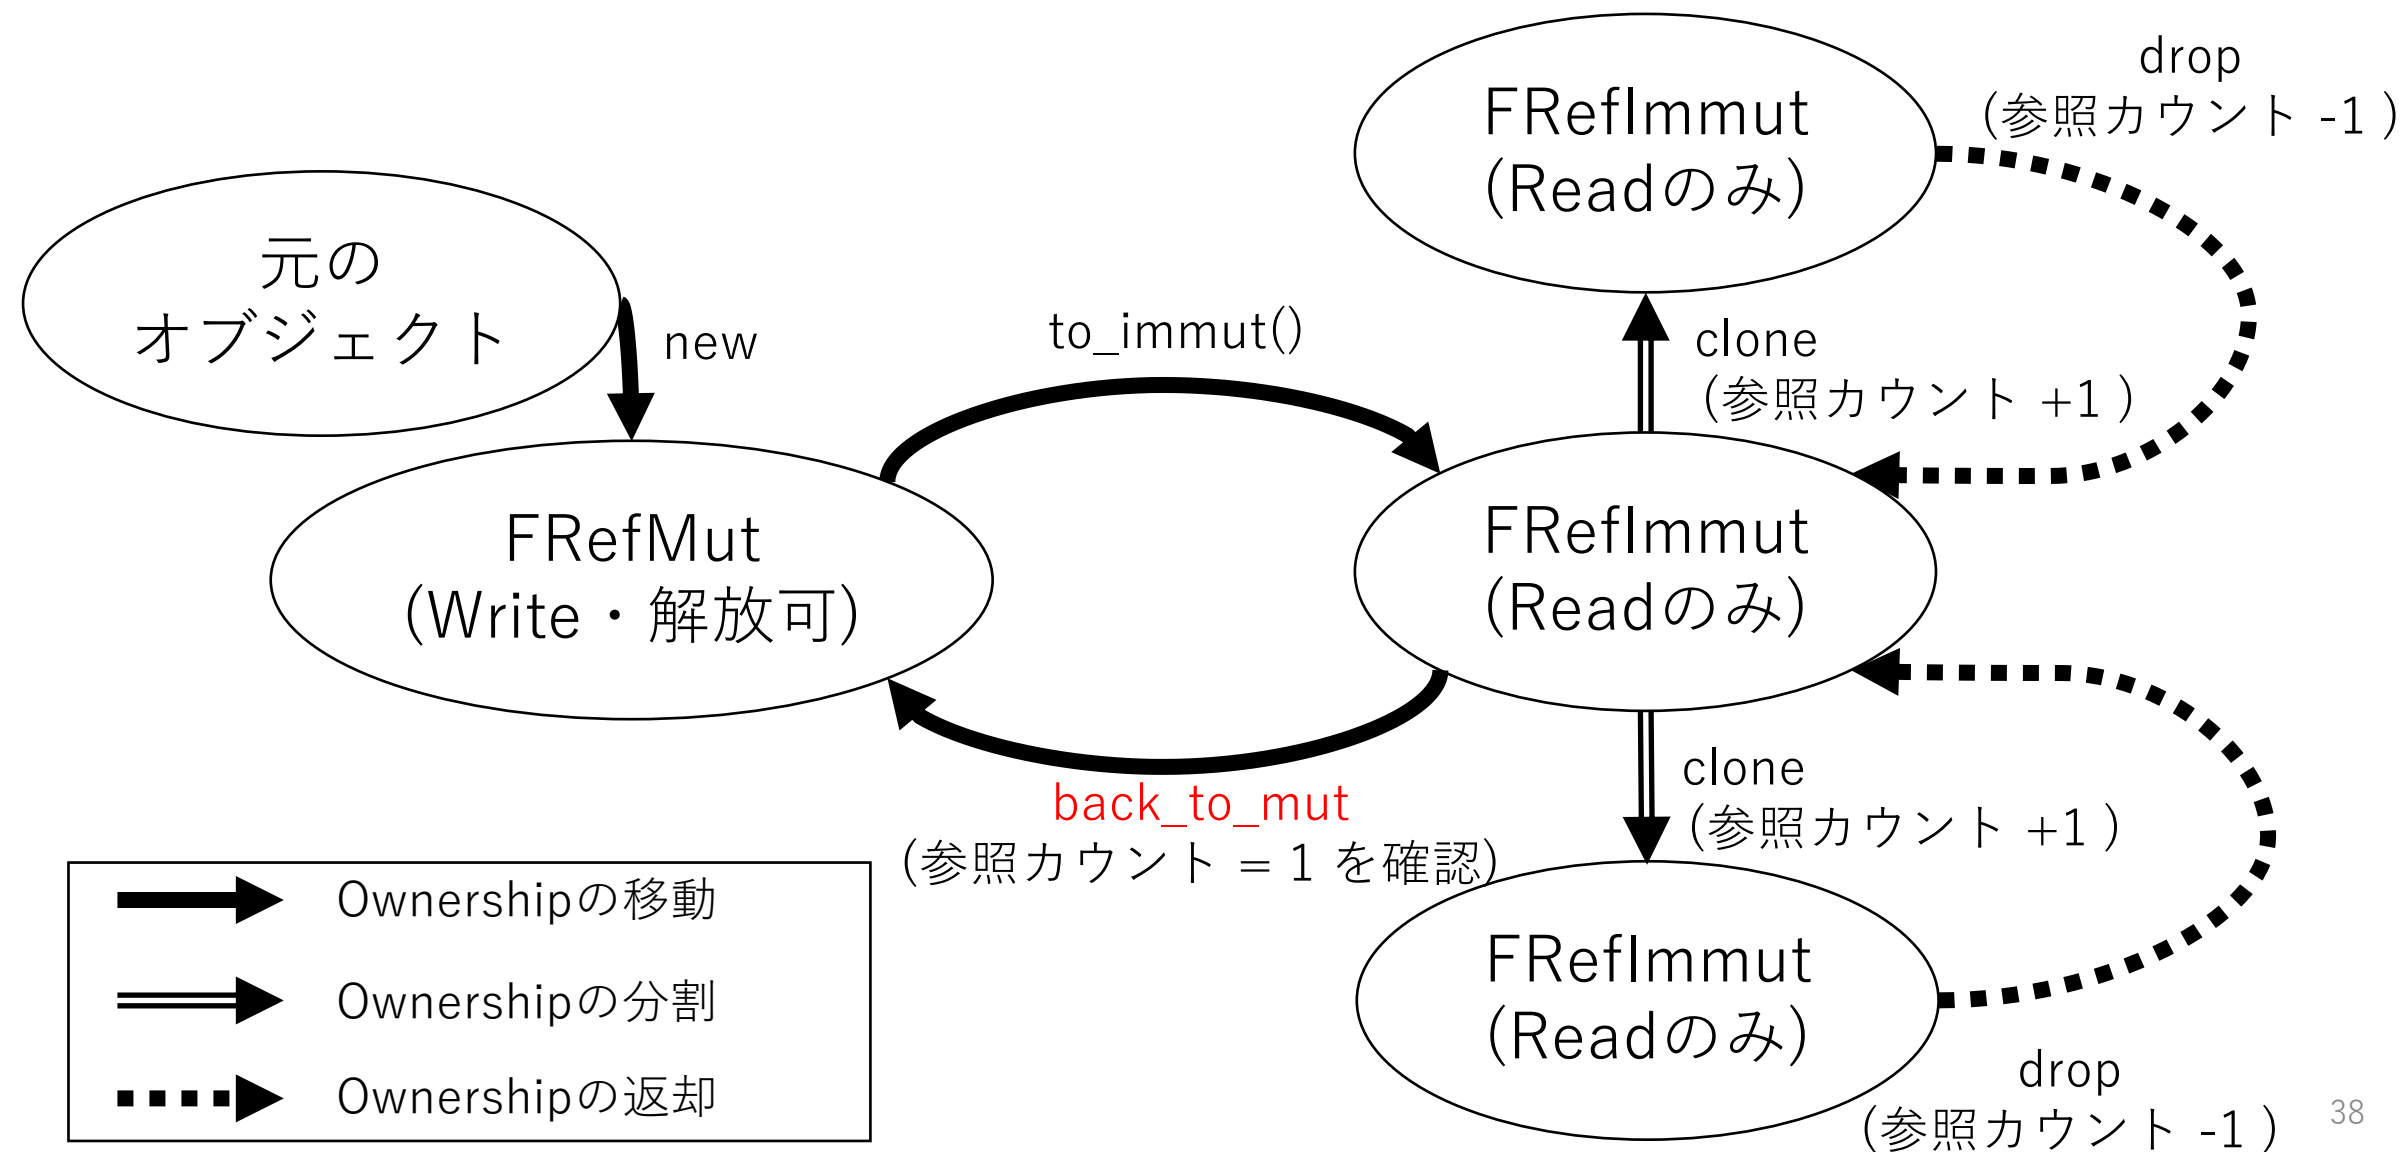 元の
オブジェクト
new
FRefMut
(Write・解放可)
to_immut()
back_to_mut
(参照カウント = 1 を確認)
FRefImmut
(Readのみ)
drop
(参照カウント -1 )
clone
(参照カウント +1 )
FRefImmut
(Readのみ)
clone
(参照カウント +1 )
FRefImmut
(Readのみ)
drop
(参照カウント -1 )
Ownershipの移動
Ownershipの分割
Ownershipの返却
38